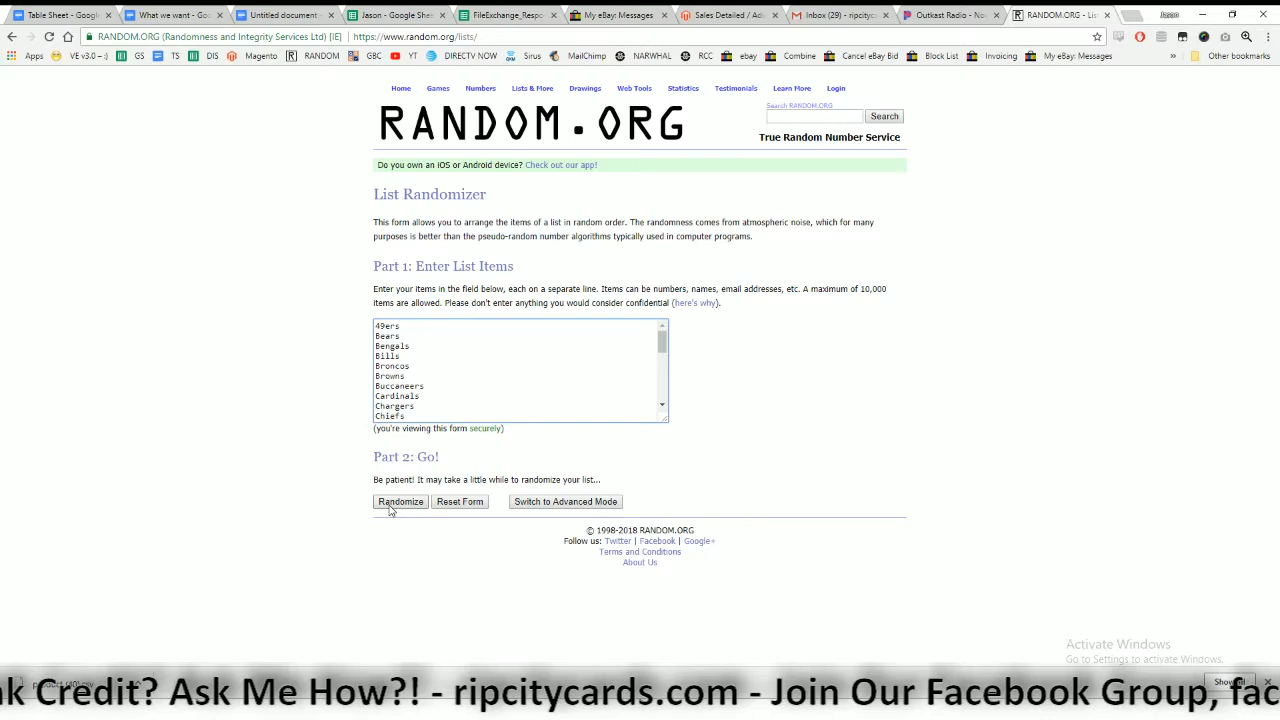 Table Sheet - Googl
What we want - Goo
Untitled document -
Jason - Google Shee
FileExchange_Respo
My eBay: Messages
Sales Detailed / Adv
Inbox (29) - ripcityc
Outkast Radio - Nov
RANDOM.ORG - Lis
Jason
RANDOM.ORG (Randomness and Integrity Services Ltd) [IE]
https://www.random.org/lists/
Apps
VE v3.0 --:)
GS
TS
DIS
Magento
RANDOM
GBC
YT
DIRECTV NOW
Sirus
MailChimp
NARWHAL
RCC
ebay
Combine
Cancel eBay Bid
Block List
Invoicing
My eBay: Messages
»
Other bookmarks
Home
Games
Numbers
Lists & More
Drawings
Web Tools
Statistics
Testimonials
Learn More
Login
RANDOM.ORG
Search RANDOM.ORG
Search
True Random Number Service
Do you own an iOS or Android device? Check out our app!
List Randomizer
This form allows you to arrange the items of a list in random order. The randomness comes from atmospheric noise, which for many
purposes is better than the pseudo-random number algorithms typically used in computer programs.
Part 1: Enter List Items
Enter your items in the field below, each on a separate line. Items can be numbers, names, email addresses, etc. A maximum of 10,000
items are allowed. Please don't enter anything you would consider confidential (here's why).
49ers
Bears
Bengals
Bills
Broncos
Browns
Buccaneers
Cardinals
Chargers
Chiefs
(you're viewing this form securely)
Part 2: Go!
Be patient! It may take a little while to randomize your list...
Randomize
Reset Form
Switch to Advanced Mode
© 1998-2018 RANDOM.ORG
Follow us: Twitter | Facebook | Google+
Terms and Conditions
About Us
Activate Windows
Go to Settings to activate Windows.
nk Credit? Ask Me How?! - ripcitycards.com - Join Our Facebook Group, fac